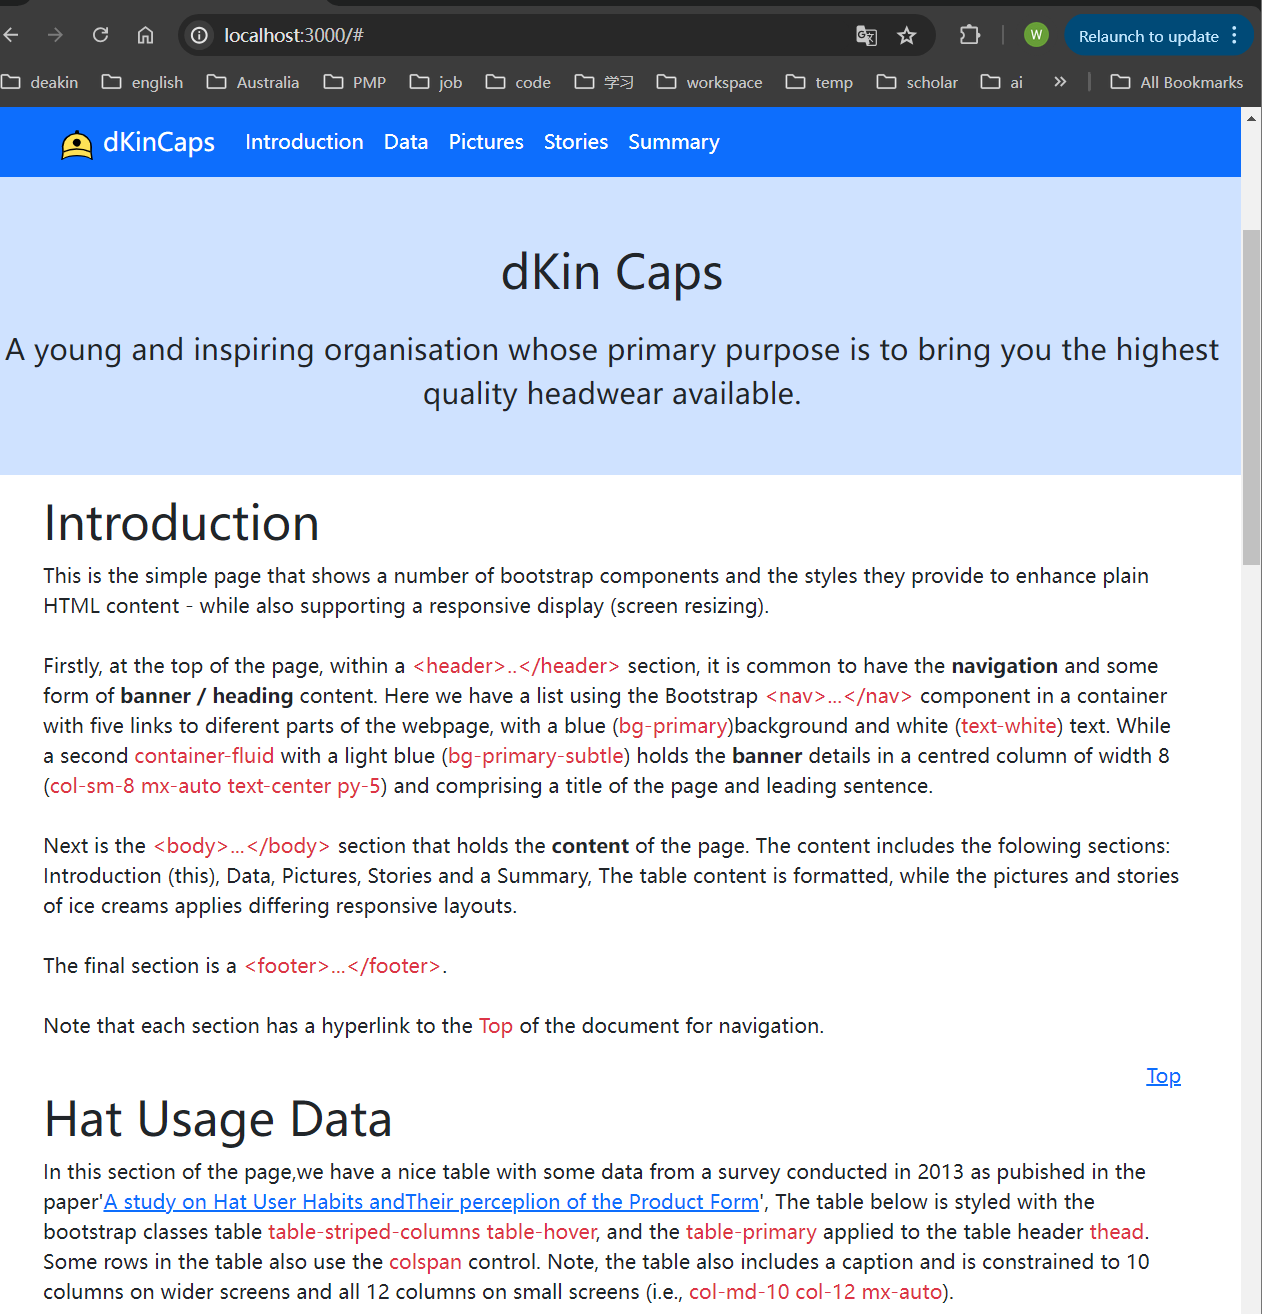 localhost:3000/#
W
Relaunch to update
deakin english Australia PMP job code 学习 workspace temp scholar ai » All Bookmarks
dKinCaps Introduction Data Pictures Stories Summary
dKin Caps
A young and inspiring organisation whose primary purpose is to bring you the highest
quality headwear available.
Introduction
This is the simple page that shows a number of bootstrap components and the styles they provide to enhance plain
HTML content - while also supporting a responsive display (screen resizing).
Firstly, at the top of the page, within a <header>..</header> section, it is common to have the navigation and some
form of banner / heading content. Here we have a list using the Bootstrap <nav>...</nav> component in a container
with five links to diferent parts of the webpage, with a blue (bg-primary)background and white (text-white) text. While
a second container-fluid with a light blue (bg-primary-subtle) holds the banner details in a centred column of width 8
(col-sm-8 mx-auto text-center py-5) and comprising a title of the page and leading sentence.
Next is the <body>...</body> section that holds the content of the page. The content includes the folowing sections:
Introduction (this), Data, Pictures, Stories and a Summary, The table content is formatted, while the pictures and stories
of ice creams applies differing responsive layouts.
The final section is a <footer>...</footer>.
Note that each section has a hyperlink to the Top of the document for navigation.
Top
Hat Usage Data
In this section of the page,we have a nice table with some data from a survey conducted in 2013 as pubished in the
paper'A study on Hat User Habits andTheir perceplion of the Product Form', The table below is styled with the
bootstrap classes table table-striped-columns table-hover, and the table-primary applied to the table header thead.
Some rows in the table also use the colspan control. Note, the table also includes a caption and is constrained to 10
columns on wider screens and all 12 columns on small screens (i.e., col-md-10 col-12 mx-auto).